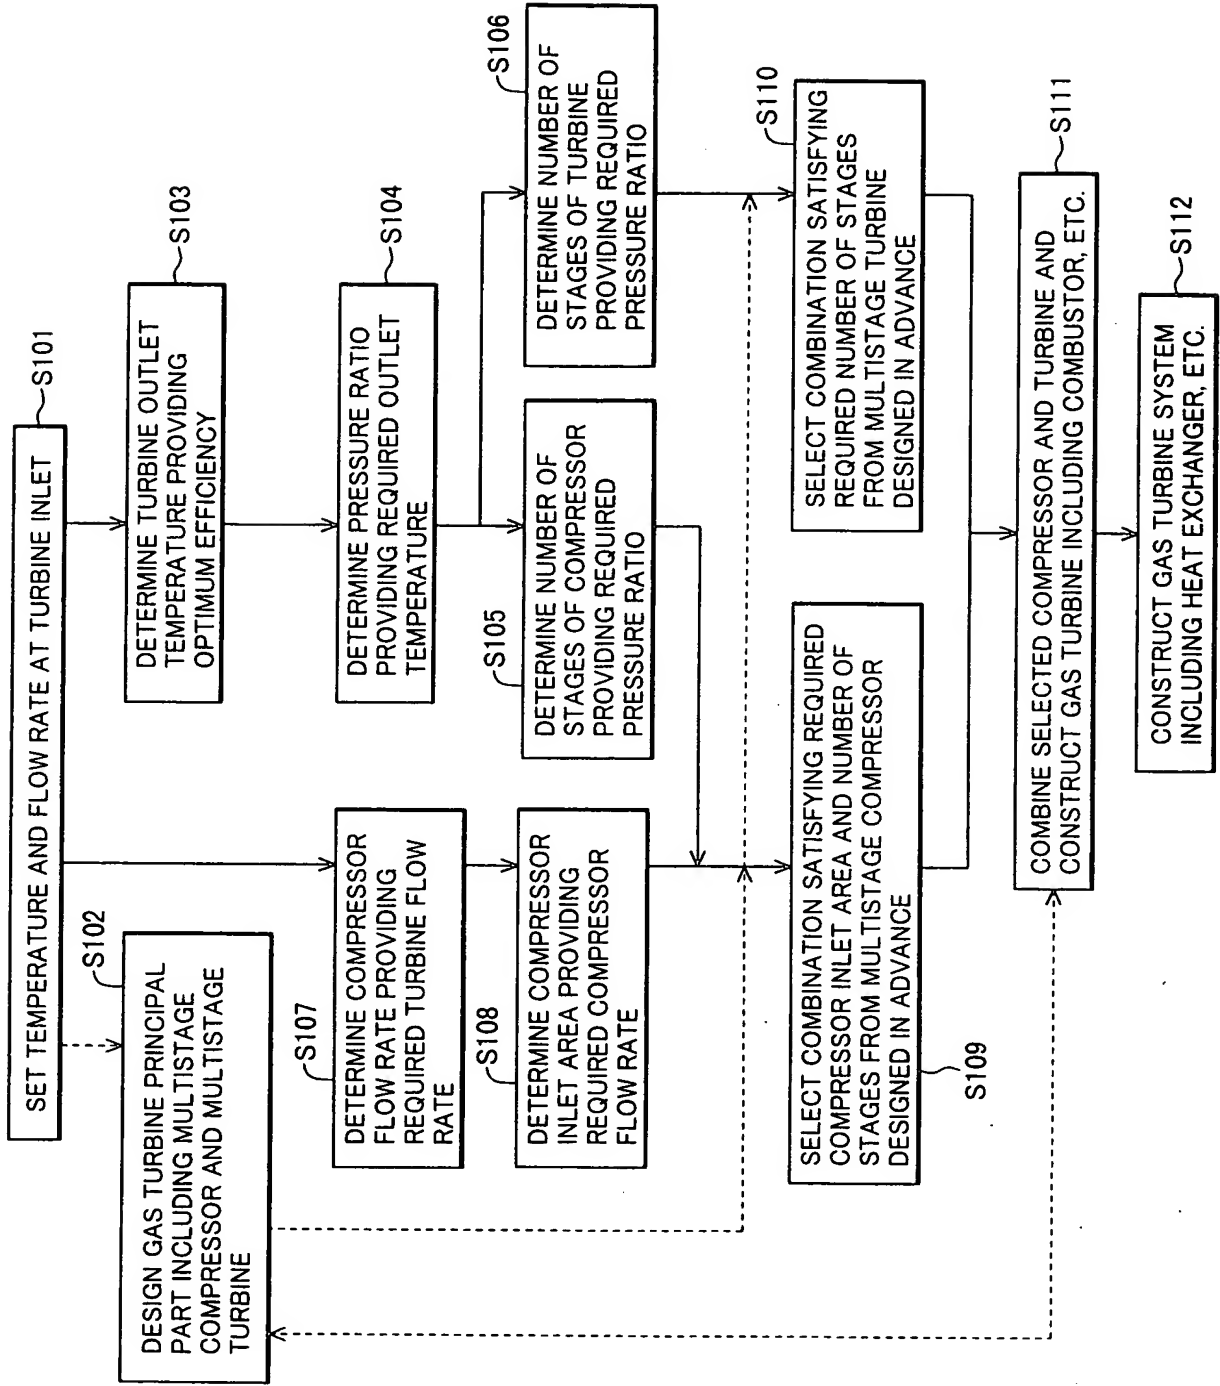 S101
SET TEMPERATURE AND FLOW RATE AT TURBINE INLET
S102
DESIGN GAS TURBINE PRINCIPAL
PART INCLUDING MULTISTAGE
COMPRESSOR AND MULTISTAGE
TURBINE
S103
DETERMINE TURBINE OUTLET
TEMPERATURE PROVIDING
OPTIMUM EFFICIENCY
S104
DETERMINE PRESSURE RATIO
PROVIDING REQUIRED OUTLET
TEMPERATURE
S107
DETERMINE COMPRESSOR
FLOW RATE PROVIDING
REQUIRED TURBINE FLOW
RATE
S108
DETERMINE COMPRESSOR
INLET AREA PROVIDING
REQUIRED COMPRESSOR
FLOW RATE
S105
DETERMINE NUMBER OF
STAGES OF COMPRESSOR
PROVIDING REQUIRED
PRESSURE RATIO
S106
DETERMINE NUMBER OF
STAGES OF TURBINE
PROVIDING REQUIRED
PRESSURE RATIO
SELECT COMBINATION SATISFYING REQUIRED
COMPRESSOR INLET AREA AND NUMBER OF
STAGES FROM MULTISTAGE COMPRESSOR
DESIGNED IN ADVANCE
S109
S110
SELECT COMBINATION SATISFYING
REQUIRED NUMBER OF STAGES
FROM MULTISTAGE TURBINE
DESIGNED IN ADVANCE
S111
COMBINE SELECTED COMPRESSOR AND TURBINE AND
CONSTRUCT GAS TURBINE INCLUDING COMBUSTOR, ETC.
S112
CONSTRUCT GAS TURBINE SYSTEM
INCLUDING HEAT EXCHANGER, ETC.